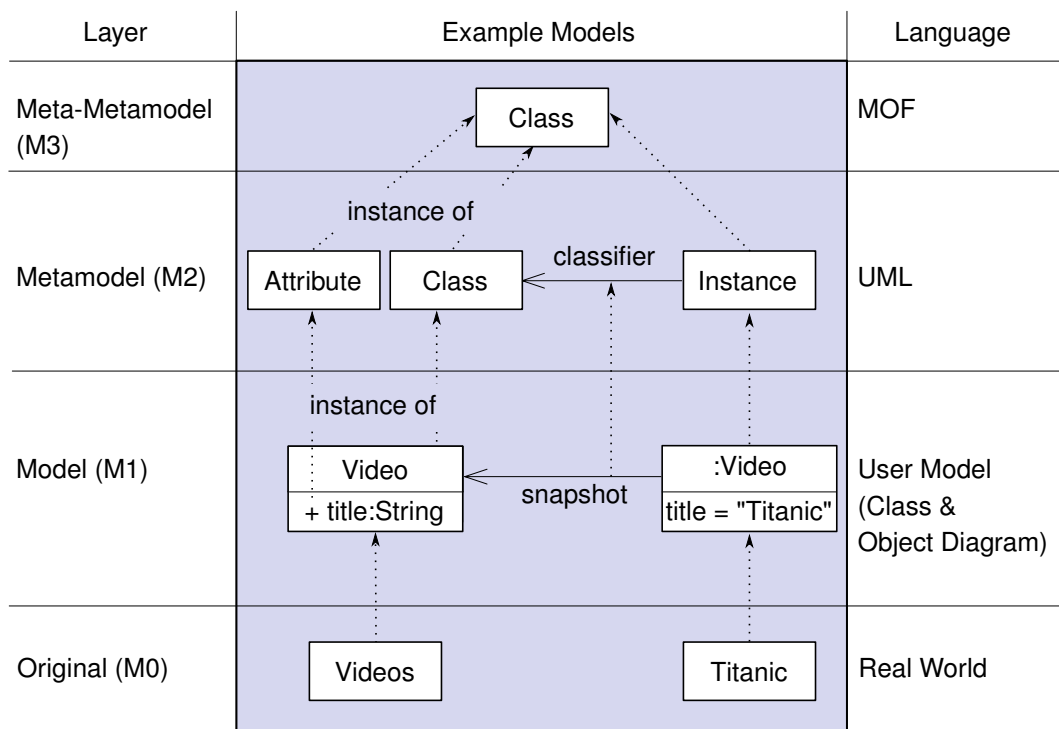 Layer
Example Models
Language
Meta-Metamodel
(M3)
Class
MOF
instance of
Metamodel (M2)
Attribute
Class
classifier
Instance
UML
instance of
Model (M1)
Video
+ title:String
snapshot
:Video
title = "Titanic"
User Model
(Class &
Object Diagram)
Original (M0)
Videos
Titanic
Real World